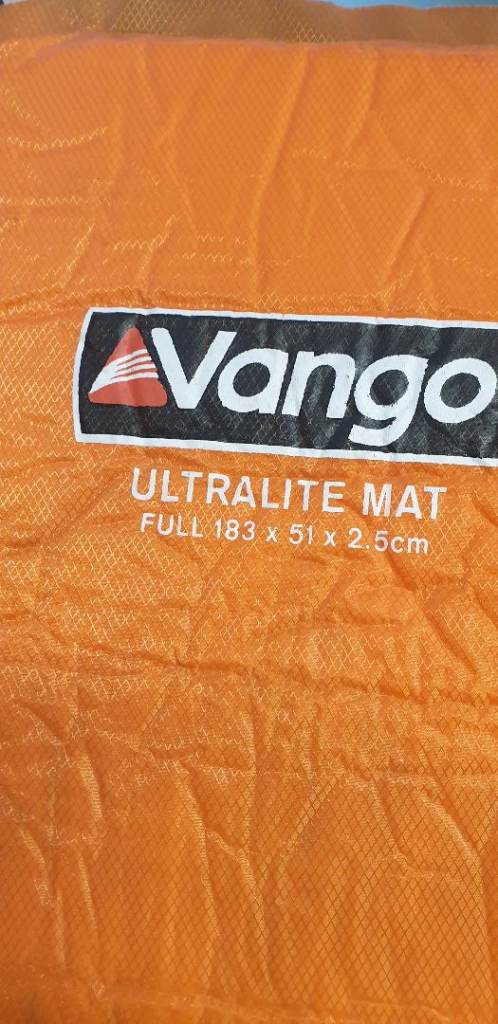 Vango
ULTRALITE MAT
FULL 183 x 51 x 2.5cm